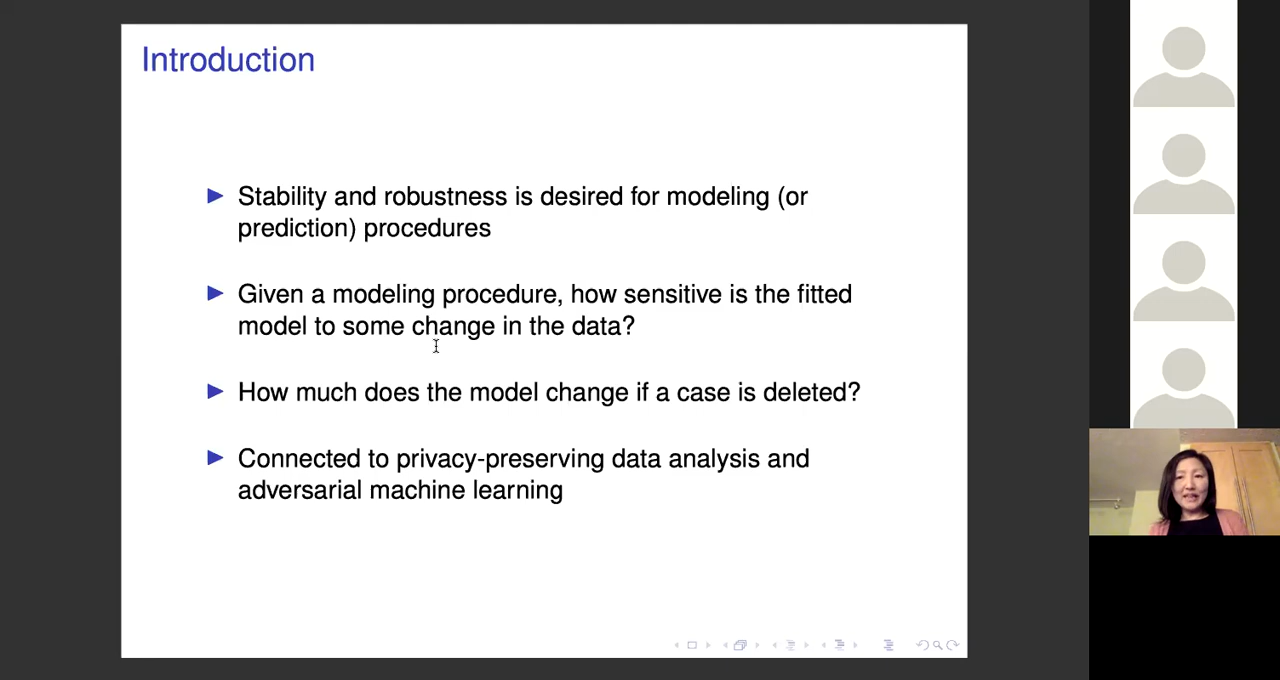 Introduction
Stability and robustness is desired for modeling (or
prediction) procedures
Given a modeling procedure, how sensitive is the fitted
model to some change in the data?
How much does the model change if a case is deleted?
Connected to privacy-preserving data analysis and
adversarial machine learning